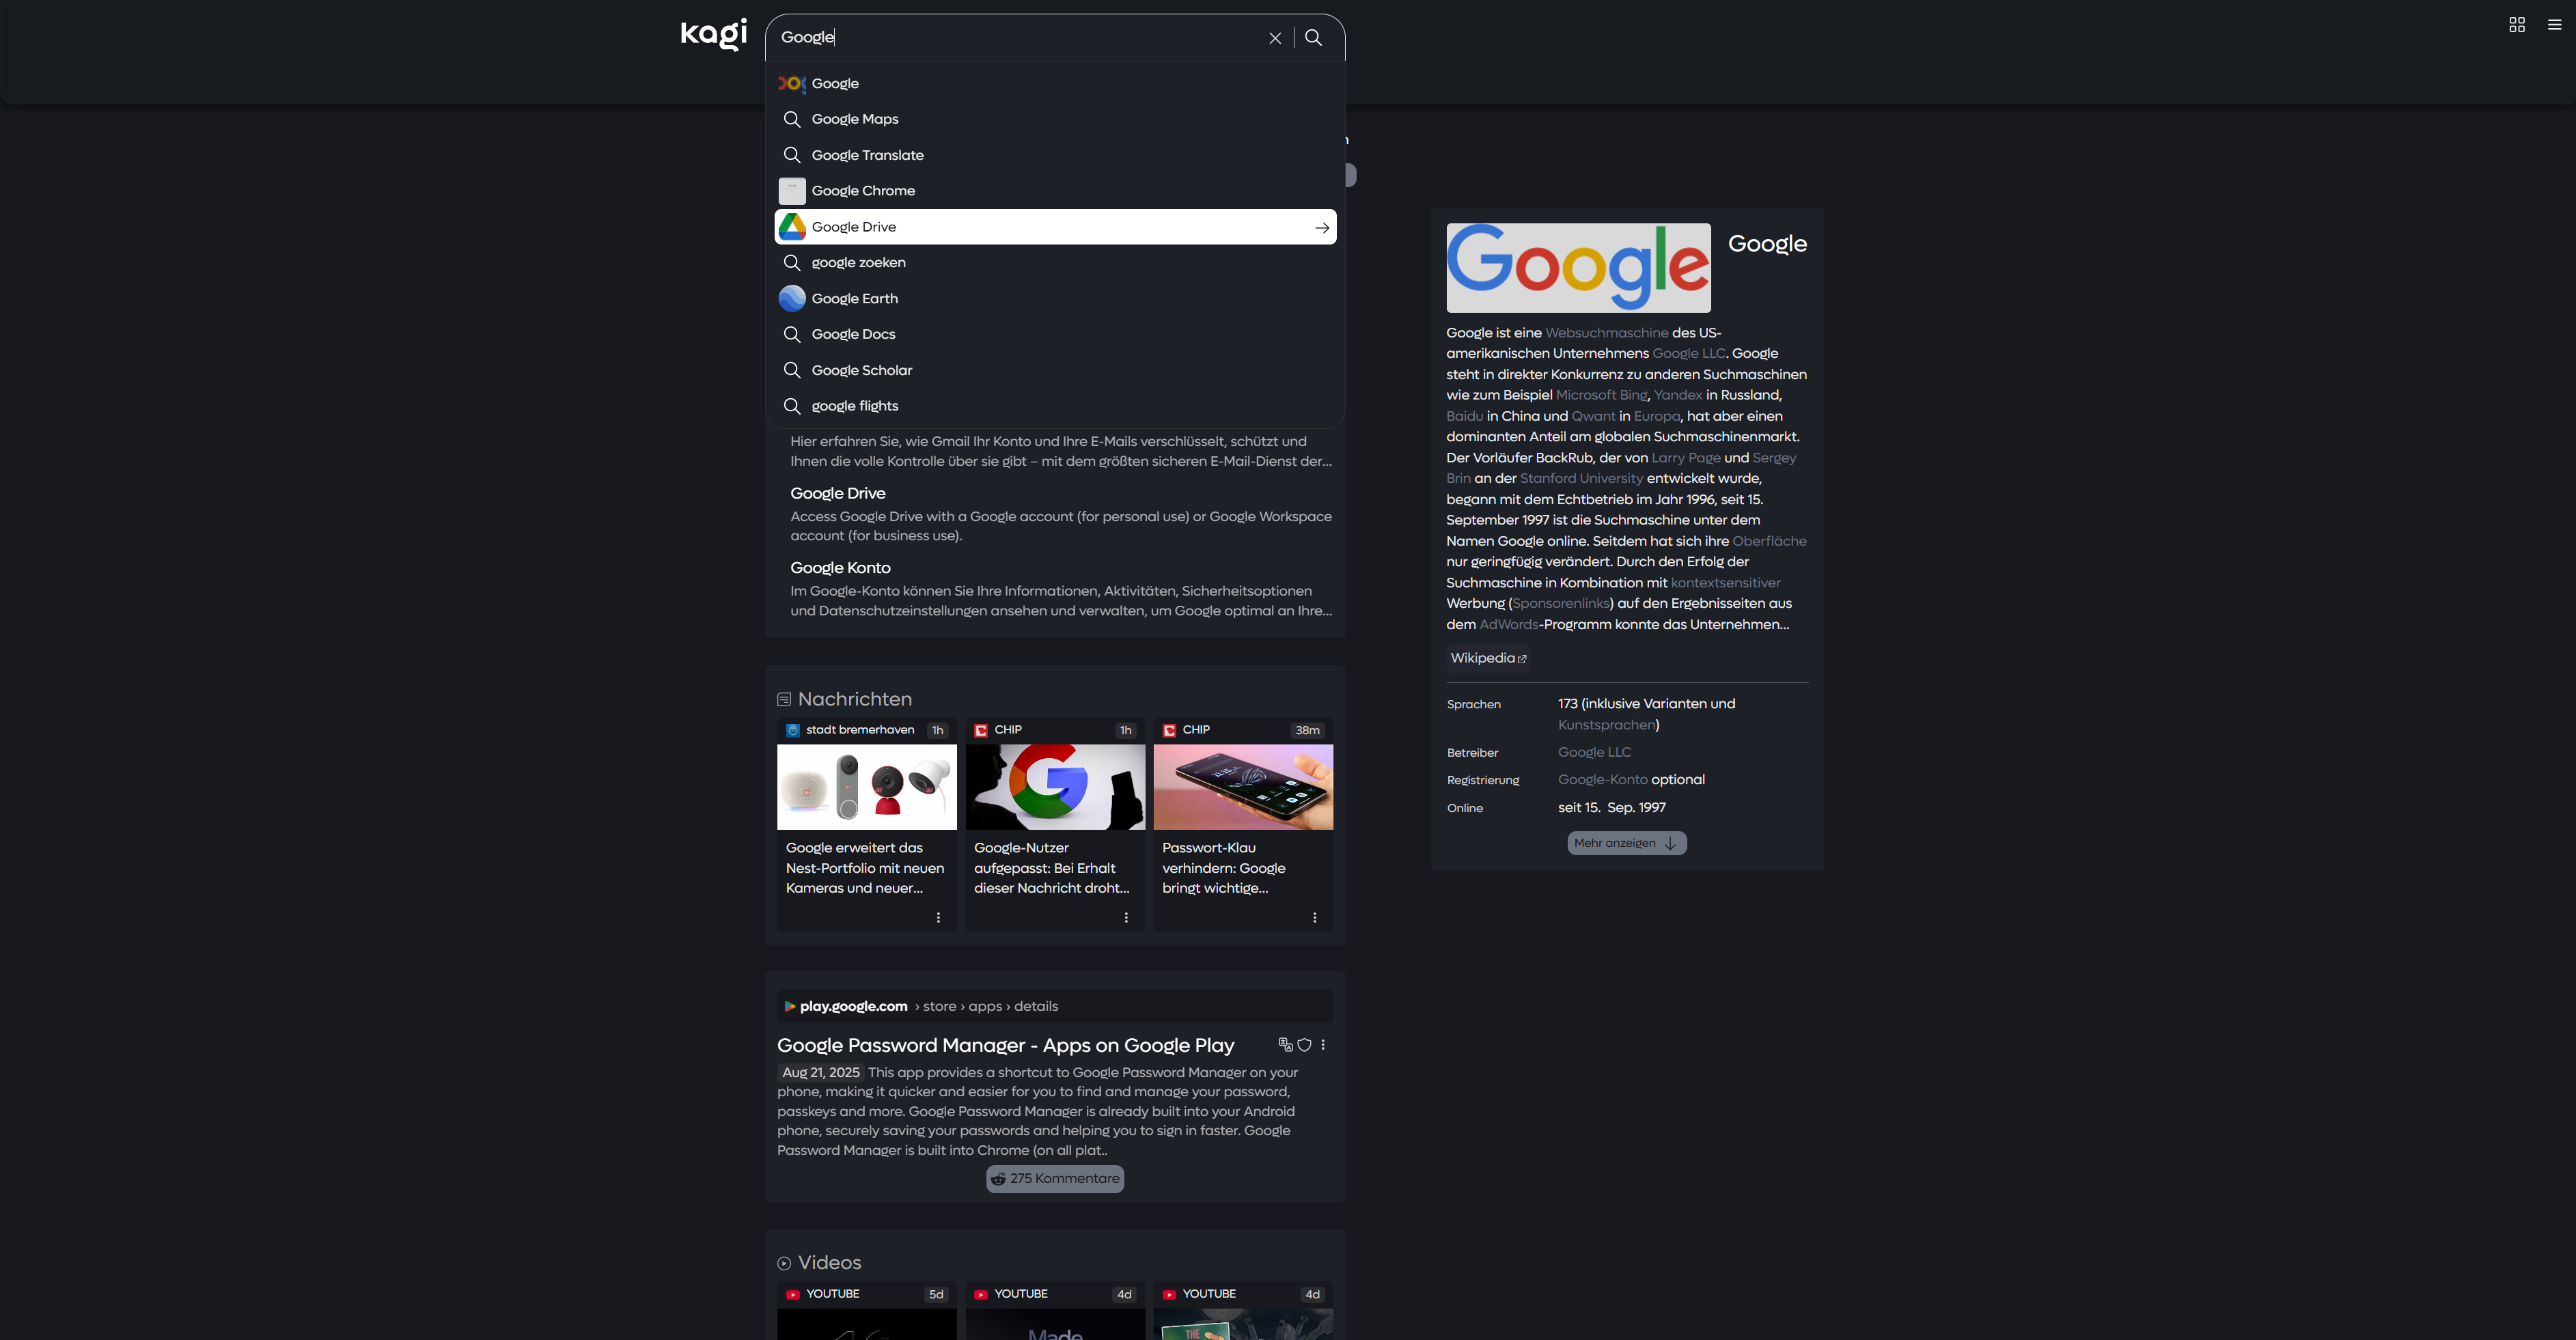 kagi
Google
Google
Google Maps
Google Translate
Google Chrome
Google Drive
google zoeken
Google Earth
Google Docs
Google Scholar
google flights
Hier erfahren Sie, wie Gmail Ihr Konto und Ihre E-Mails verschlüsselt, schützt und
Ihnen die volle Kontrolle über sie gibt – mit dem größten sicheren E-Mail-Dienst der...
Google Drive
Access Google Drive with a Google account (for personal use) or Google Workspace
account (for business use).
Google Konto
Im Google-Konto können Sie Ihre Informationen, Aktivitäten, Sicherheitsoptionen
und Datenschutzeinstellungen ansehen und verwalten, um Google optimal an Ihre...
Nachrichten
stadt bremerhaven 1h
Google erweitert das
Nest-Portfolio mit neuen
Kameras und neuer...
CHIP 1h
Google-Nutzer
aufgepasst: Bei Erhalt
dieser Nachricht droht...
CHIP 38m
Passwort-Klau
verhindern: Google
bringt wichtige...
play.google.com › store › apps › details
Google Password Manager - Apps on Google Play
Aug 21, 2025 This app provides a shortcut to Google Password Manager on your
phone, making it quicker and easier for you to find and manage your password,
passkeys and more. Google Password Manager is already built into your Android
phone, securely saving your passwords and helping you to sign in faster. Google
Password Manager is built into Chrome (on all plat..
275 Kommentare
Videos
YOUTUBE 5d
YOUTUBE 4d
Made
YOUTUBE 4d
THE
Google
Google
Google ist eine Websuchmaschine des US-
amerikanischen Unternehmens Google LLC. Google
steht in direkter Konkurrenz zu anderen Suchmaschinen
wie zum Beispiel Microsoft Bing, Yandex in Russland,
Baidu in China und Qwant in Europa, hat aber einen
dominanten Anteil am globalen Suchmaschinenmarkt.
Der Vorläufer BackRub, der von Larry Page und Sergey
Brin an der Stanford University entwickelt wurde,
begann mit dem Echtbetrieb im Jahr 1996, seit 15.
September 1997 ist die Suchmaschine unter dem
Namen Google online. Seitdem hat sich ihre Oberfläche
nur geringfügig verändert. Durch den Erfolg der
Suchmaschine in Kombination mit kontextsensitiver
Werbung (Sponsorenlinks) auf den Ergebnisseiten aus
dem AdWords-Programm konnte das Unternehmen...
Wikipedia
Sprachen 173 (inklusive Varianten und
Kunstsprachen)
Betreiber Google LLC
Registrierung Google-Konto optional
Online seit 15. Sep. 1997
Mehr anzeigen